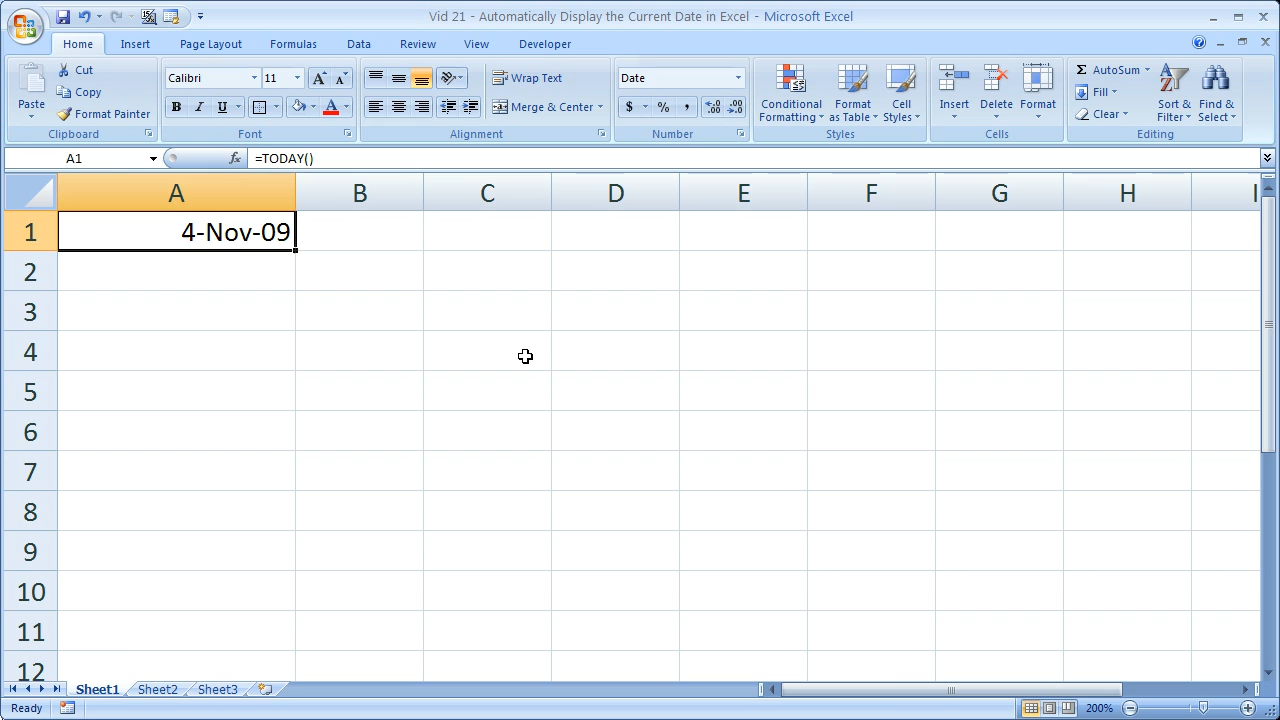 Vid 21 - Automatically Display the Current Date in Excel - Microsoft Excel
Home Insert Page Layout Formulas Data Review View Developer
Paste
Cut
Copy
Format Painter
Clipboard
Calibri 11
B I U A
Font
Wrap Text
Merge & Center
Alignment
Date
$ % , .00 .0
Number
Conditional Formatting
Format as Table
Cell Styles
Styles
Insert Delete Format
Cells
Σ AutoSum
Fill
Clear
Sort & Filter
Find & Select
Editing
A1 fx =TODAY()
A B C D E F G H I
1 4-Nov-09
2
3
4
5
6
7
8
9
10
11
12
Sheet1 Sheet2 Sheet3
Ready 200%